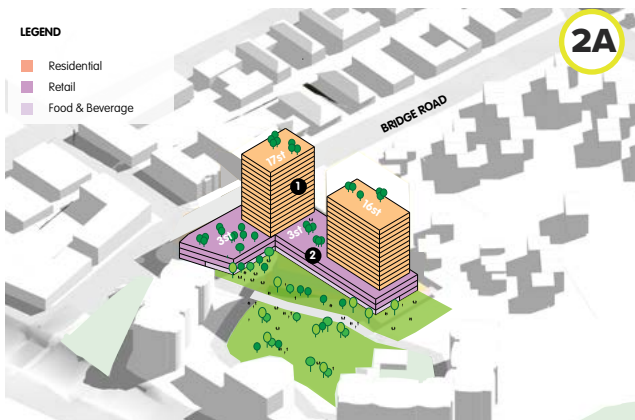 LEGEND
Residential
Retail
Food & Beverage
2A
BRIDGE ROAD
17st
1
16st
3st
3st
2